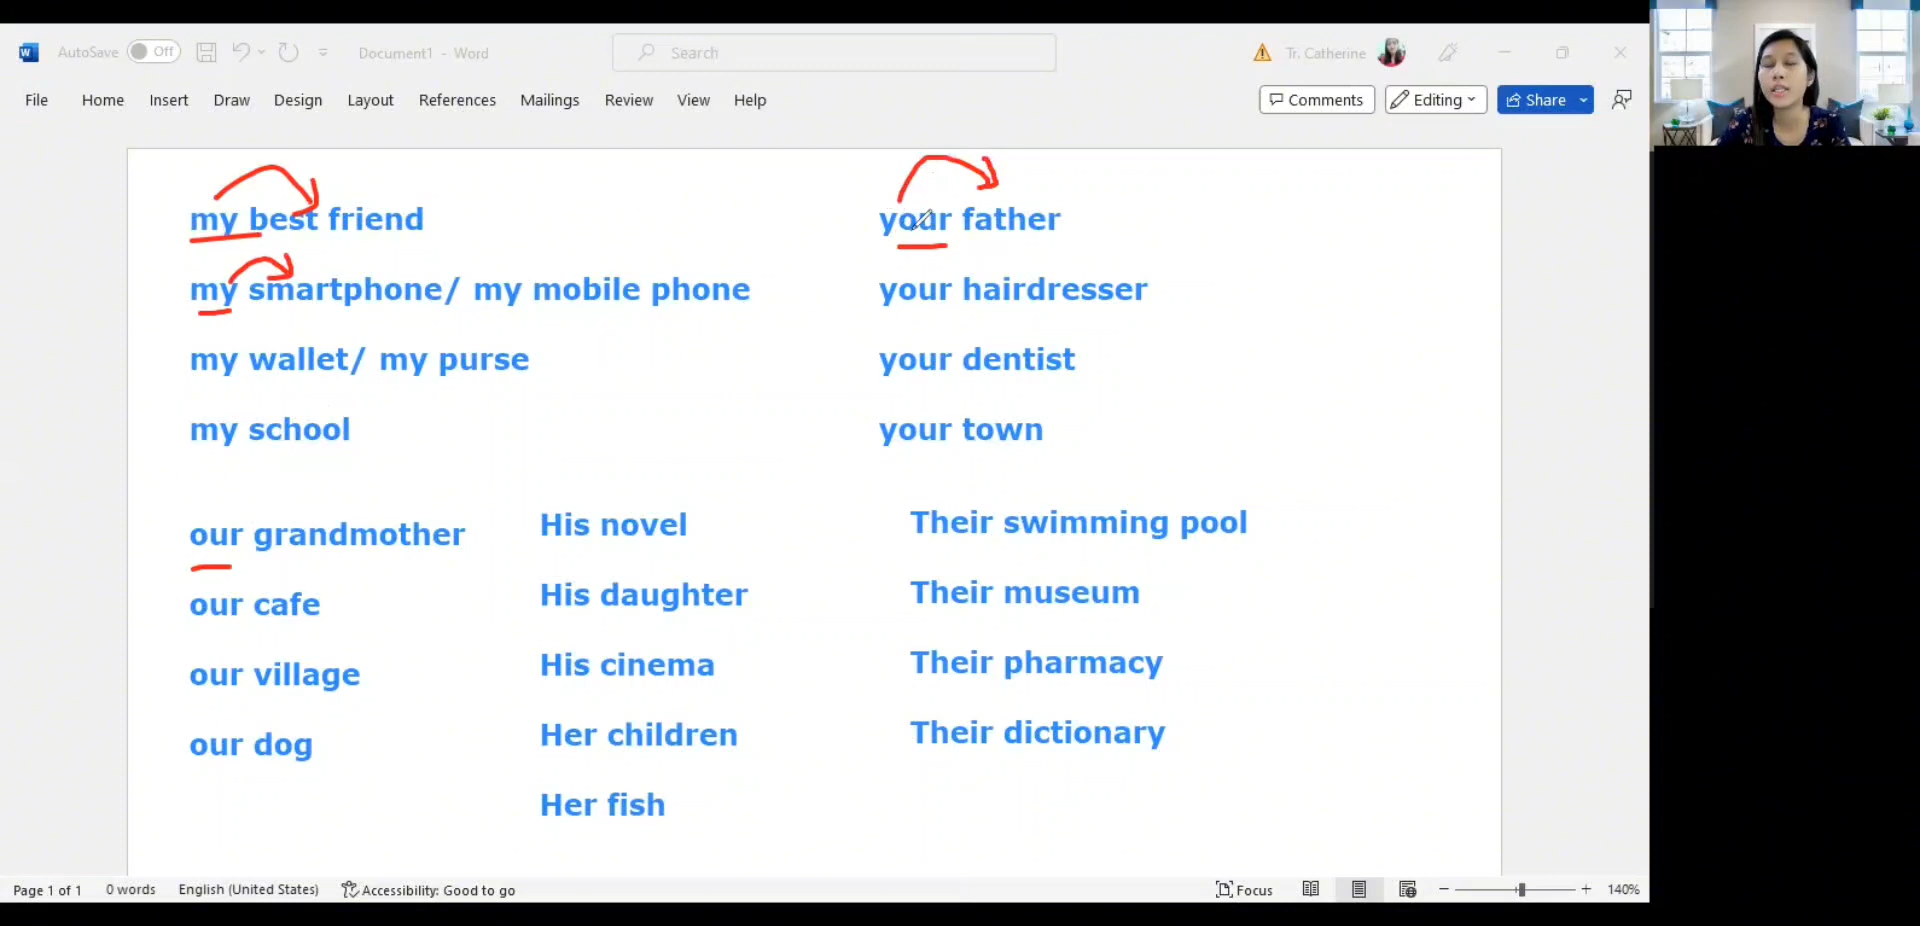 AutoSave Off Document1 - Word Search Tr. Catherine
File Home Insert Draw Design Layout References Mailings Review View Help Comments Editing Share
my best friend
my smartphone/ my mobile phone
my wallet/ my purse
my school
your father
your hairdresser
your dentist
your town
our grandmother
our cafe
our village
our dog
His novel
His daughter
His cinema
Her children
Her fish
Their swimming pool
Their museum
Their pharmacy
Their dictionary
Page 1 of 1 0 words English (United States) Accessibility: Good to go Focus 140%